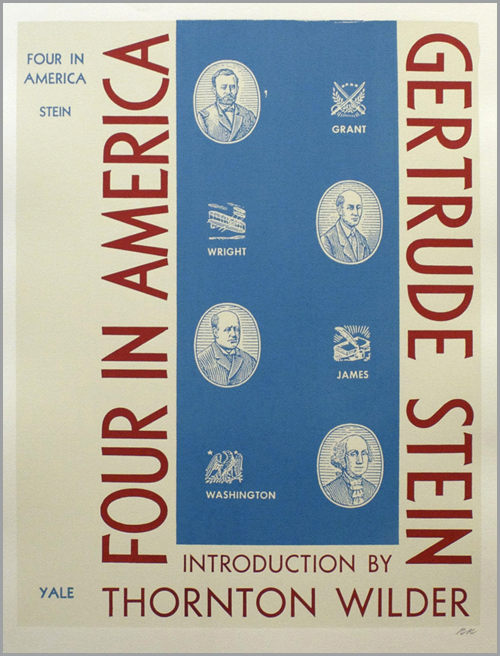 FOUR IN
AMERICA
STEIN
FOUR IN AMERICA
GERTRUDE STEIN
GRANT
WRIGHT
JAMES
WASHINGTON
INTRODUCTION BY
THORNTON WILDER
YALE